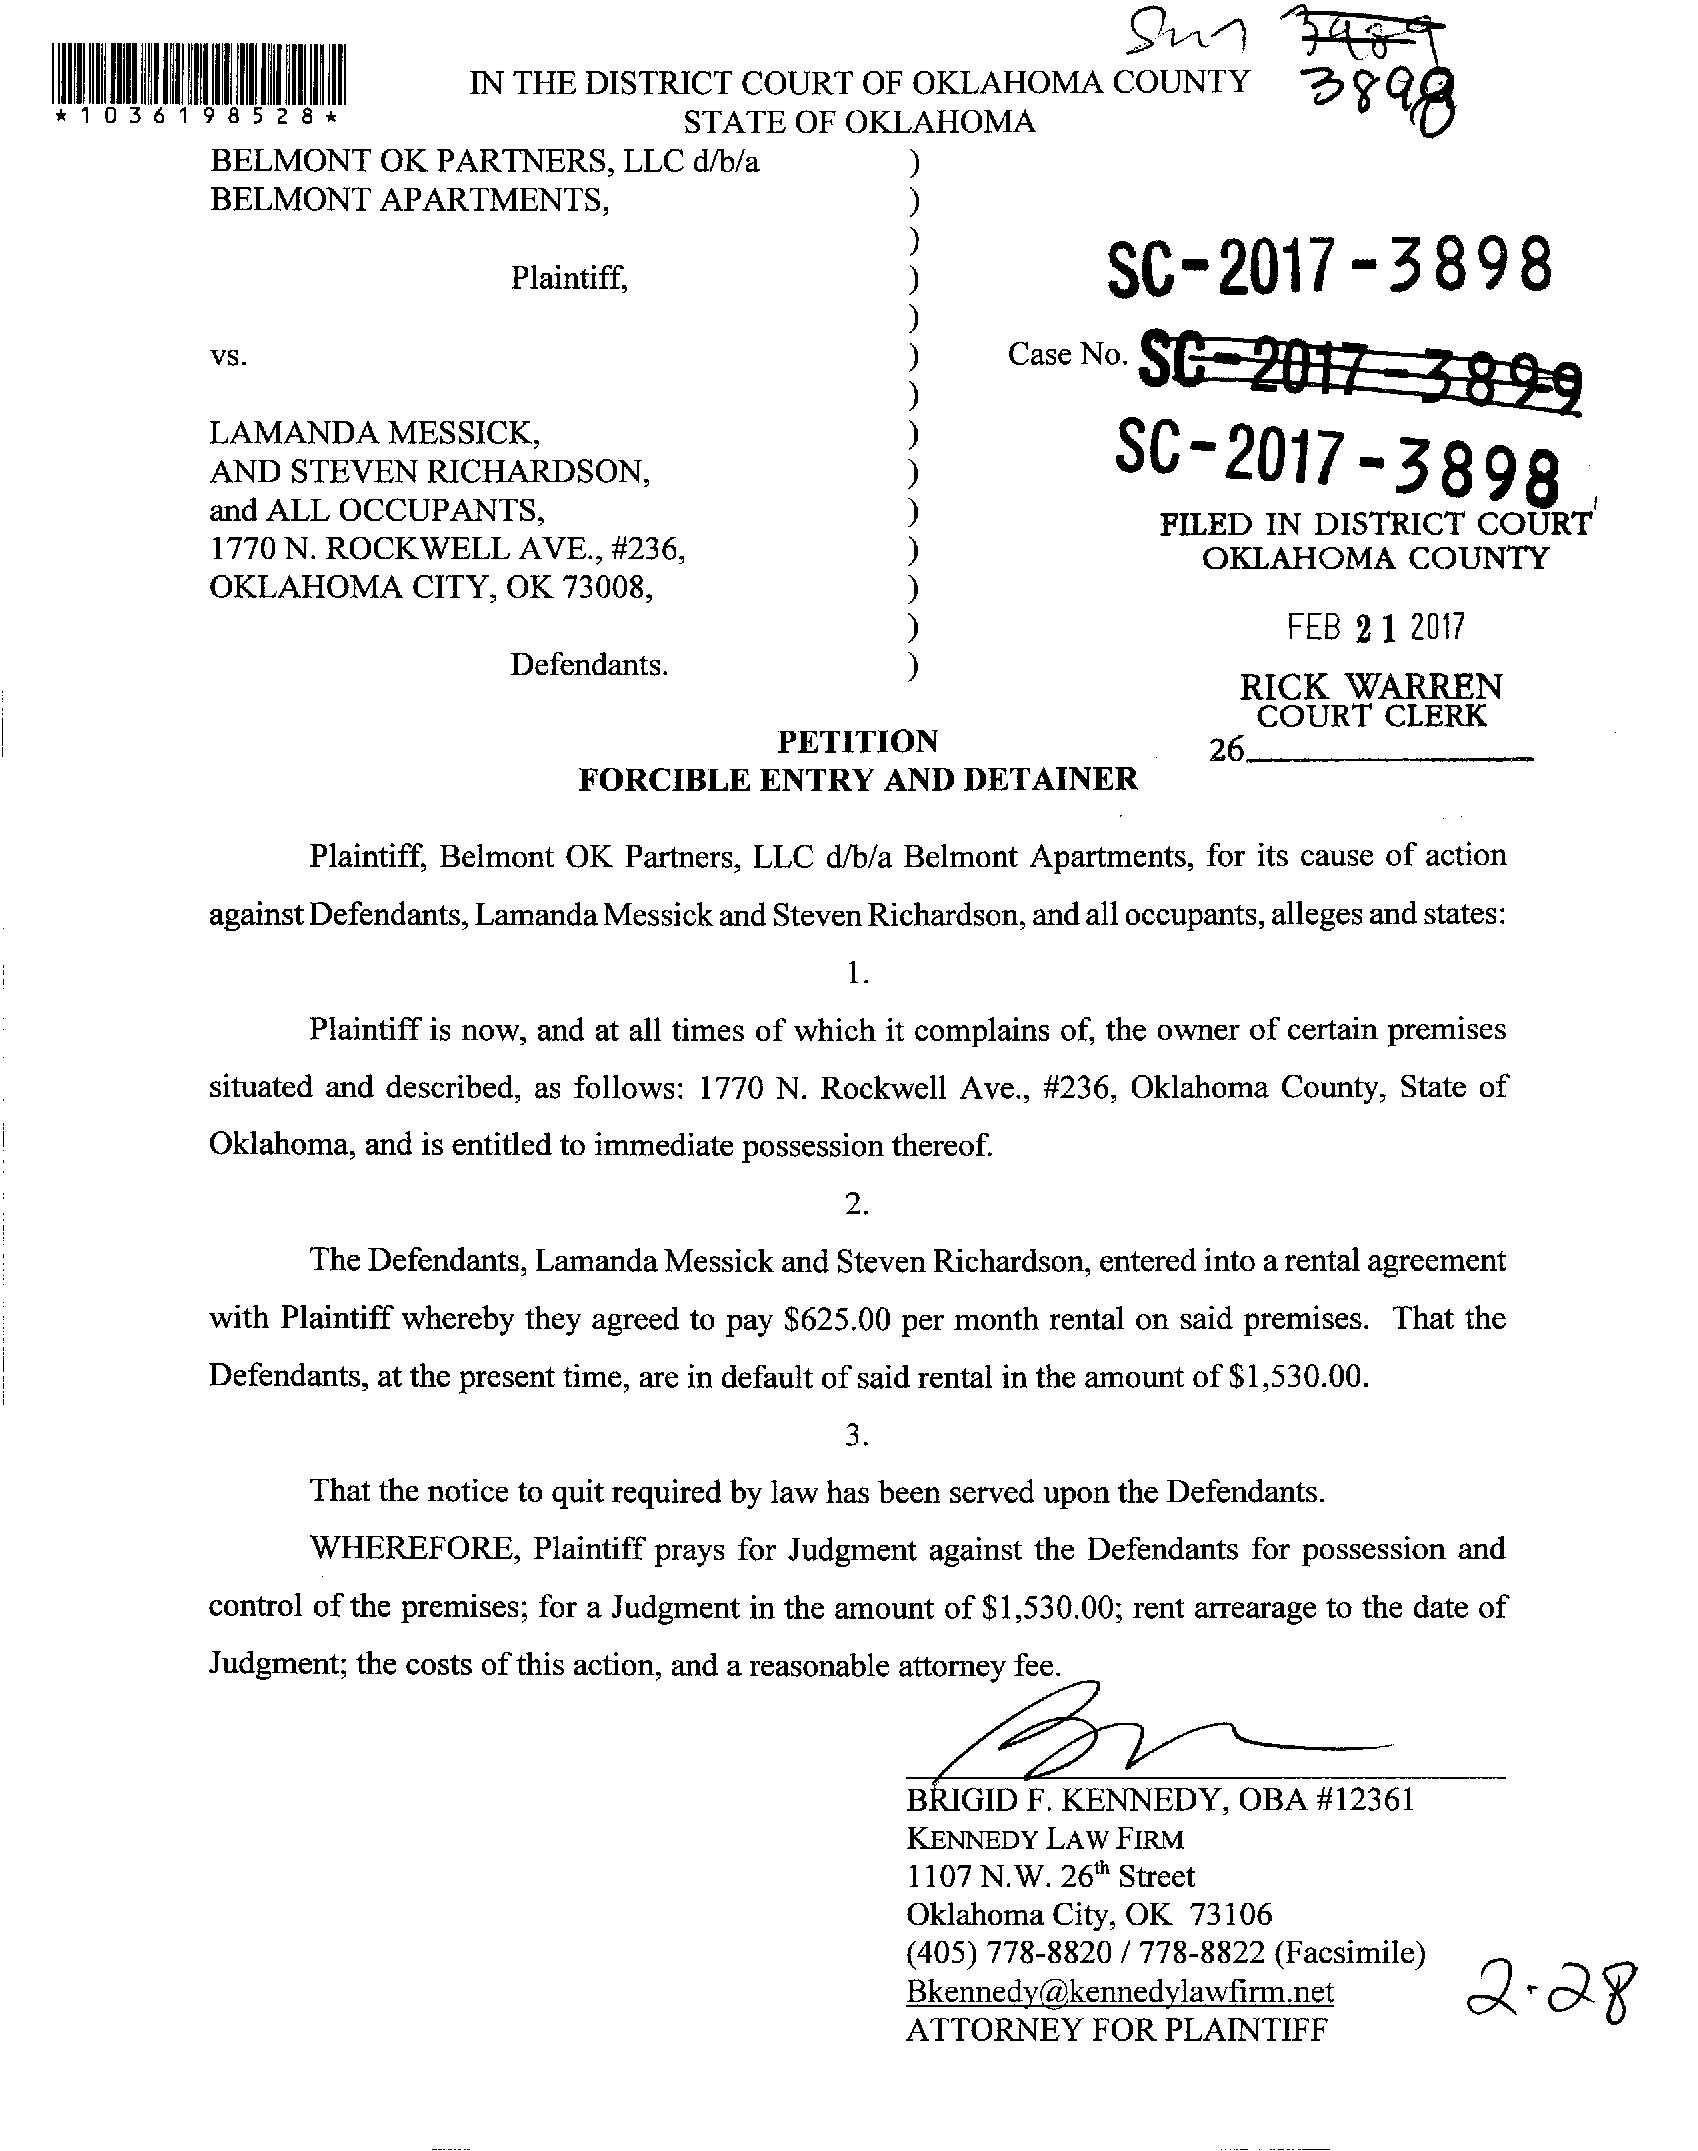 3898
IN THE DISTRICT COURT OF OKLAHOMA COUNTY
STATE OF OKLAHOMA
*1036198528*
BELMONT OK PARTNERS, LLC d/b/a )
BELMONT APARTMENTS, )
)
Plaintiff, )
SC-2017-3898
)
vs. )
Case No. SC-2017-3899
)
LAMANDA MESSICK, )
AND STEVEN RICHARDSON, )
SC-2017-3898
and ALL OCCUPANTS, )
1770 N. ROCKWELL AVE., #236, )
OKLAHOMA CITY, OK 73008, )
)
Defendants. )
FILED IN DISTRICT COURT
OKLAHOMA COUNTY
FEB 21 2017
RICK WARREN
COURT CLERK
26
PETITION
FORCIBLE ENTRY AND DETAINER
Plaintiff, Belmont OK Partners, LLC d/b/a Belmont Apartments, for its cause of action
against Defendants, Lamanda Messick and Steven Richardson, and all occupants, alleges and states:
1.
Plaintiff is now, and at all times of which it complains of, the owner of certain premises
situated and described, as follows: 1770 N. Rockwell Ave., #236, Oklahoma County, State of
Oklahoma, and is entitled to immediate possession thereof.
2.
The Defendants, Lamanda Messick and Steven Richardson, entered into a rental agreement
with Plaintiff whereby they agreed to pay $625.00 per month rental on said premises. That the
Defendants, at the present time, are in default of said rental in the amount of $1,530.00.
3.
That the notice to quit required by law has been served upon the Defendants.
WHEREFORE, Plaintiff prays for Judgment against the Defendants for possession and
control of the premises; for a Judgment in the amount of $1,530.00; rent arrearage to the date of
Judgment; the costs of this action, and a reasonable attorney fee.
BRIGID F. KENNEDY, OBA #12361
KENNEDY LAW FIRM
1107 N.W. 26th Street
Oklahoma City, OK 73106
(405) 778-8820 / 778-8822 (Facsimile)
Bkennedy@kennedylawfirm.net
ATTORNEY FOR PLAINTIFF
2-28